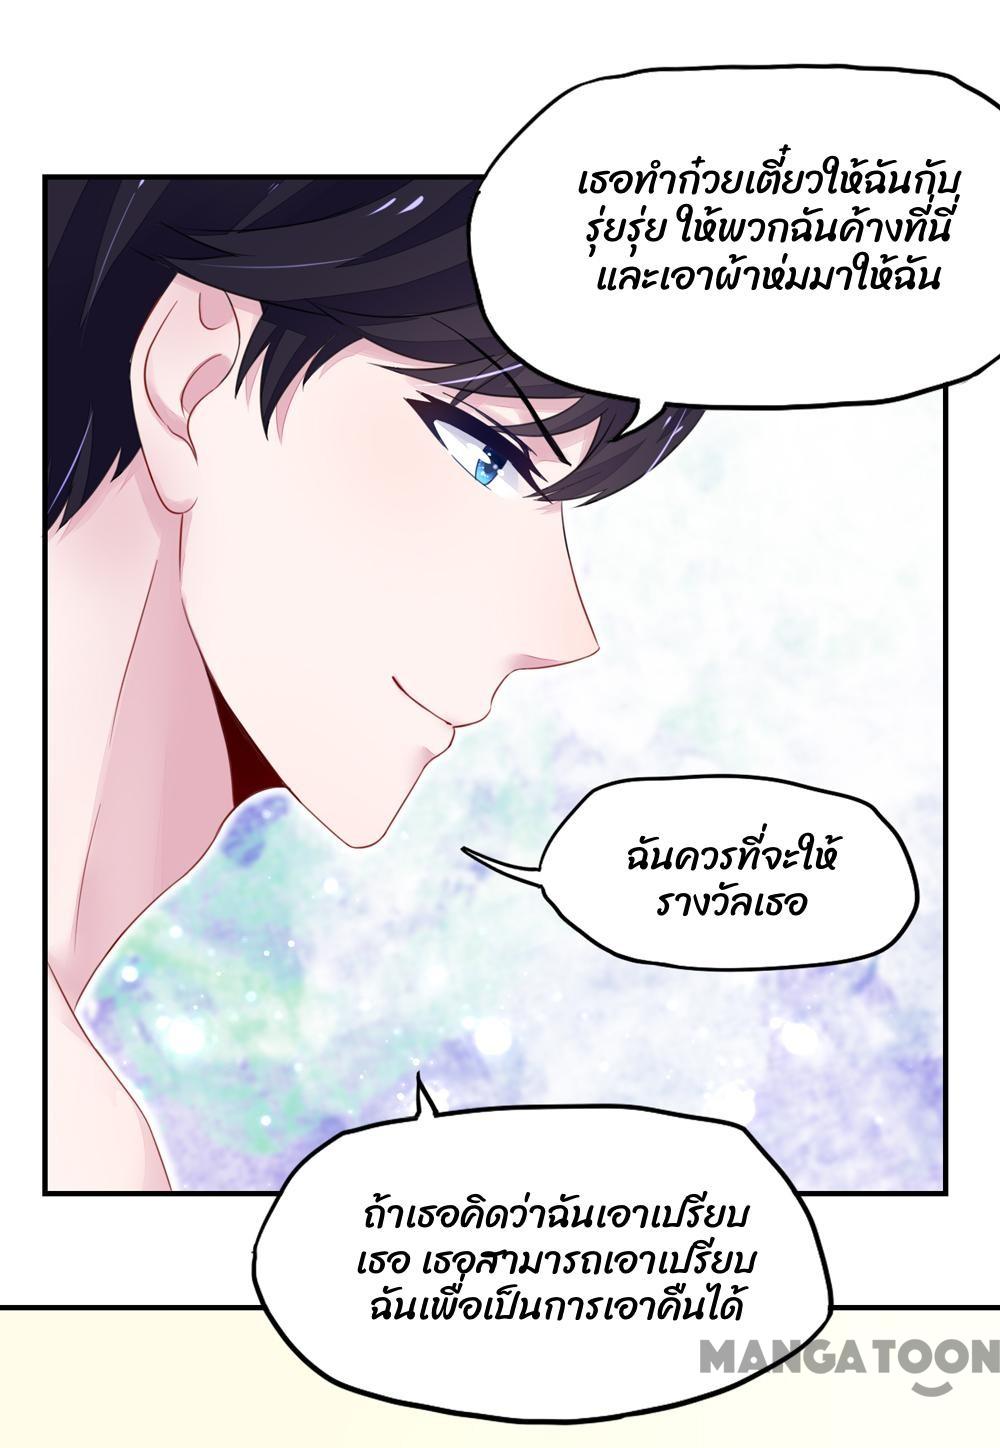 เธอทำก๋วยเตี๋ยวให้ฉันกับ
รุ่ยรุ่ย ให้พวกฉันค้างที่นี่
และเอาผ้าห่มมาให้ฉัน
ฉันควรที่จะให้
รางวัลเธอ
ถ้าเธอคิดว่าฉันเอาเปรียบ
เธอ เธอสามารถเอาเปรียบ
ฉันเพื่อเป็นการเอาคืนได้
MANGATOON